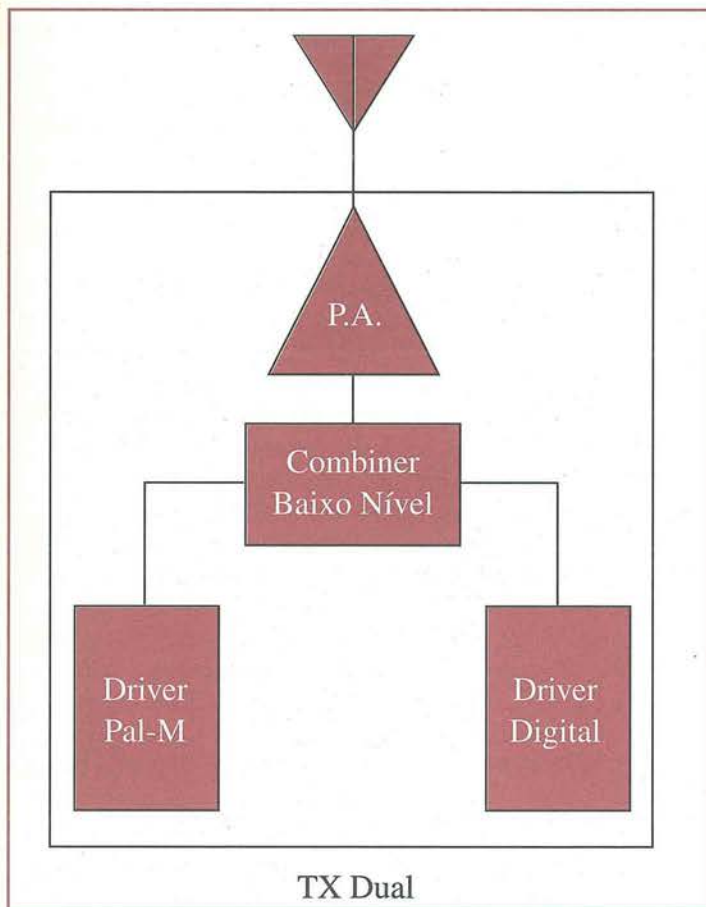 P.A.
Combiner
Baixo Nível
Driver
Pal-M
Driver
Digital
TX Dual